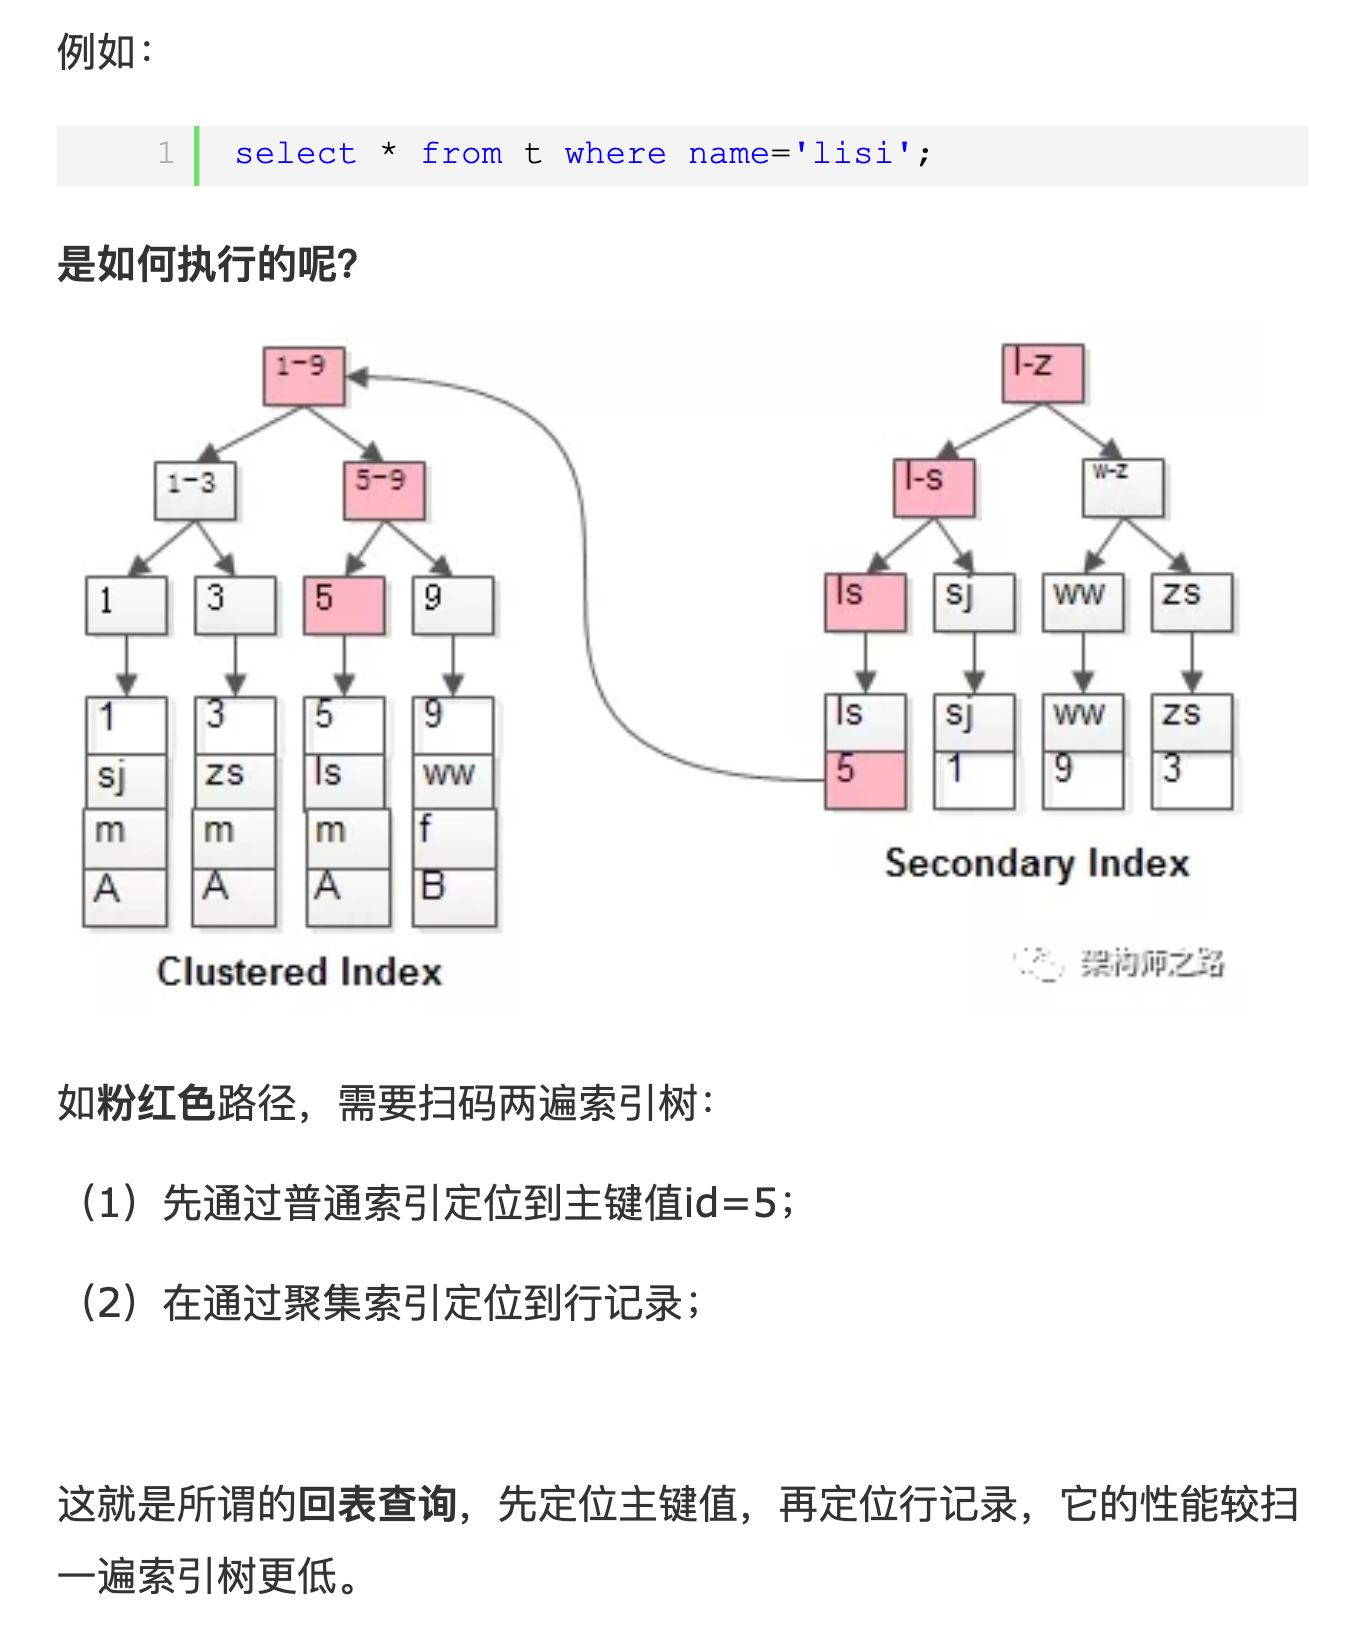 例如：
1 select * from t where name='lisi';
是如何执行的呢？
1-9
1-3 5-9
1 3 5 9
1 3 5 9
sj zs ls ww
m m m f
A A A B
Clustered Index
l-z
l-s w-z
ls sj ww zs
ls sj ww zs
5 1 9 3
Secondary Index
架构师之路
如粉红色路径，需要扫码两遍索引树：
（1）先通过普通索引定位到主键值id=5；
（2）在通过聚集索引定位到行记录；
这就是所谓的回表查询，先定位主键值，再定位行记录，它的性能较扫
一遍索引树更低。